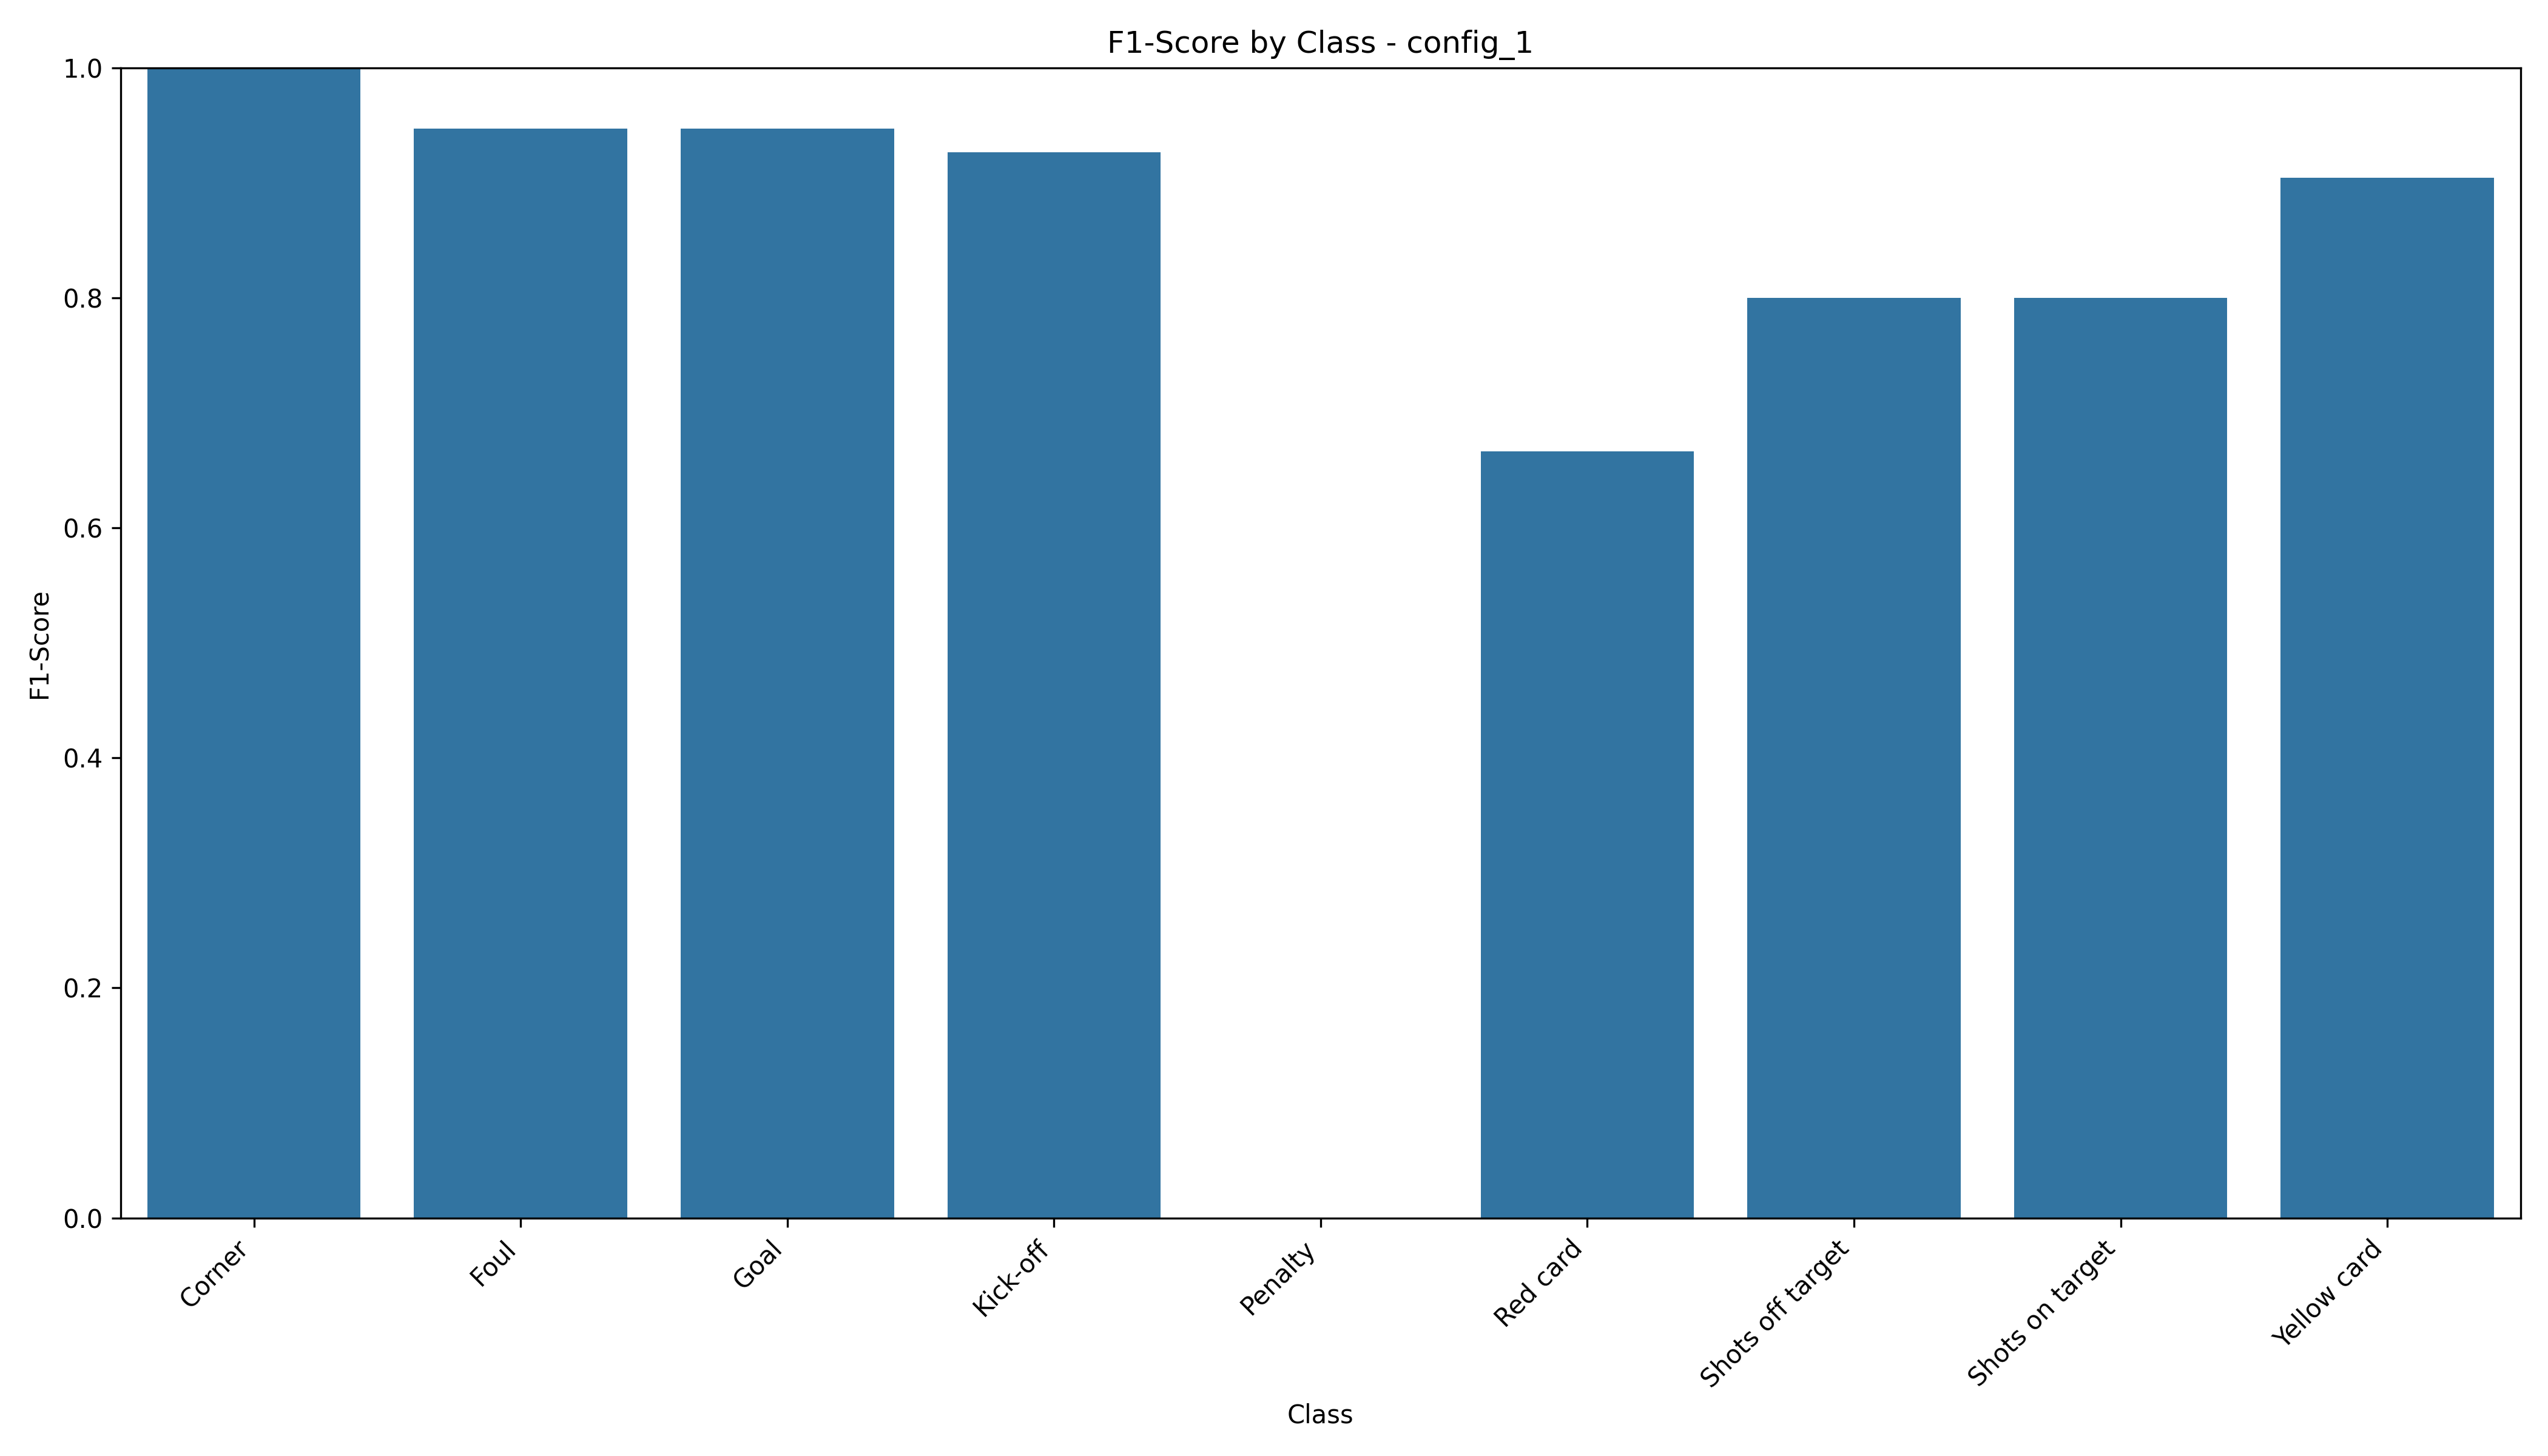 F1-Score by Class - config_1
1.0
0.8
0.6
0.4
0.2
0.0
F1-Score
Corner
Foul
Goal
Kick-off
Penalty
Red card
Shots off target
Shots on target
Yellow card
Class